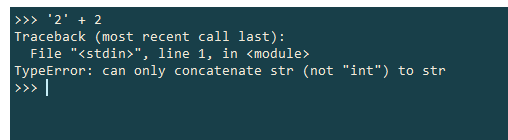 >>> '2' + 2
Traceback (most recent call last):
  File "<stdin>", line 1, in <module>
TypeError: can only concatenate str (not "int") to str
>>>